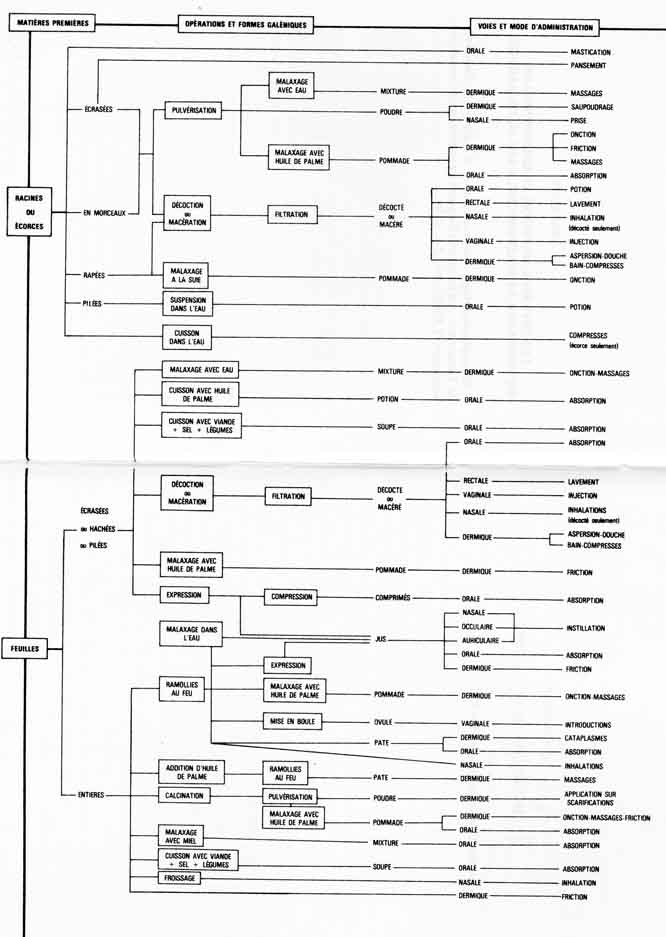 MATIÈRES PREMIÈRES OPÉRATIONS ET FORMES GALÉNIQUES VOIES ET MODE D'ADMINISTRATION
ORALE MASTICATION
PANSEMENT
MALAXAGE
AVEC EAU MIXTURE DERMIQUE MASSAGES
ECRASÉES PULVÉRISATION POUDRE DERMIQUE SAUPOUDRAGE
NASALE PRISE
ONCTION
MALAXAGE AVEC
HUILE DE PALME POMMADE DERMIQUE FRICTION
MASSAGES
ORALE ABSORPTION
RACINES
OU
ÉCORCES
EN MORCEAUX DÉCOCTION
ou
MACÉRATION FILTRATION DÉCOCTÉ
ou
MACÉRÉ
ORALE POTION
RECTALE LAVEMENT
NASALE INHALATION
(décocté seulement)
VAGINALE INJECTION
DERMIQUE ASPERSION-DOUCHE
BAIN-COMPRESSES
RAPÉES MALAXAGE
A LA SUIE POMMADE DERMIQUE ONCTION
PILÉES SUSPENSION
DANS L'EAU ORALE POTION
CUISSON
DANS L'EAU COMPRESSES
(écorce seulement)
MALAXAGE AVEC EAU MIXTURE DERMIQUE ONCTION-MASSAGES
CUISSON AVEC HUILE
DE PALME POTION ORALE ABSORPTION
CUISSON AVEC VIANDE
+ SEL + LÉGUMES SOUPE ORALE ABSORPTION
ORALE ABSORPTION
ÉCRASÉES
ou HACHÉES
ou PILÉES
DÉCOCTION
ou
MACÉRATION FILTRATION DÉCOCTE
ou
MACÉRÉ
RECTALE LAVEMENT
VAGINALE INJECTION
NASALE INHALATIONS
(décocté seulement)
DERMIQUE ASPERSION-DOUCHE
BAIN-COMPRESSES
MALAXAGE AVEC
HUILE DE PALME POMMADE DERMIQUE FRICTION
EXPRESSION COMPRESSION COMPRIMÉS ORALE ABSORPTION
FEUILLES
MALAXAGE DANS
L'EAU JUS
NASALE
OCCULAIRE INSTILLATION
AURICULAIRE
ORALE ABSORPTION
EXPRESSION DERMIQUE FRICTION
RAMOLLIES
AU FEU MALAXAGE AVEC
HUILE DE PALME POMMADE DERMIQUE ONCTION-MASSAGES
MISE EN BOULE OVULE VAGINALE INTRODUCTIONS
PATE DERMIQUE CATAPLASMES
ORALE ABSORPTION
NASALE INHALATIONS
ADDITION D'HUILE
DE PALME RAMOLLIES
AU FEU PATE DERMIQUE MASSAGES
ENTIERES CALCINATION PULVÉRISATION POUDRE DERMIQUE APPLICATION SUR
SCARIFICATIONS
MALAXAGE AVEC
HUILE DE PALME POMMADE DERMIQUE ONCTION-MASSAGES-FRICTION
ORALE ABSORPTION
MALAXAGE
AVEC MIEL MIXTURE ORALE ABSORPTION
CUISSON AVEC VIANDE
+ SEL + LÉGUMES SOUPE ORALE ABSORPTION
FROISSAGE NASALE INHALATION
DERMIQUE FRICTION